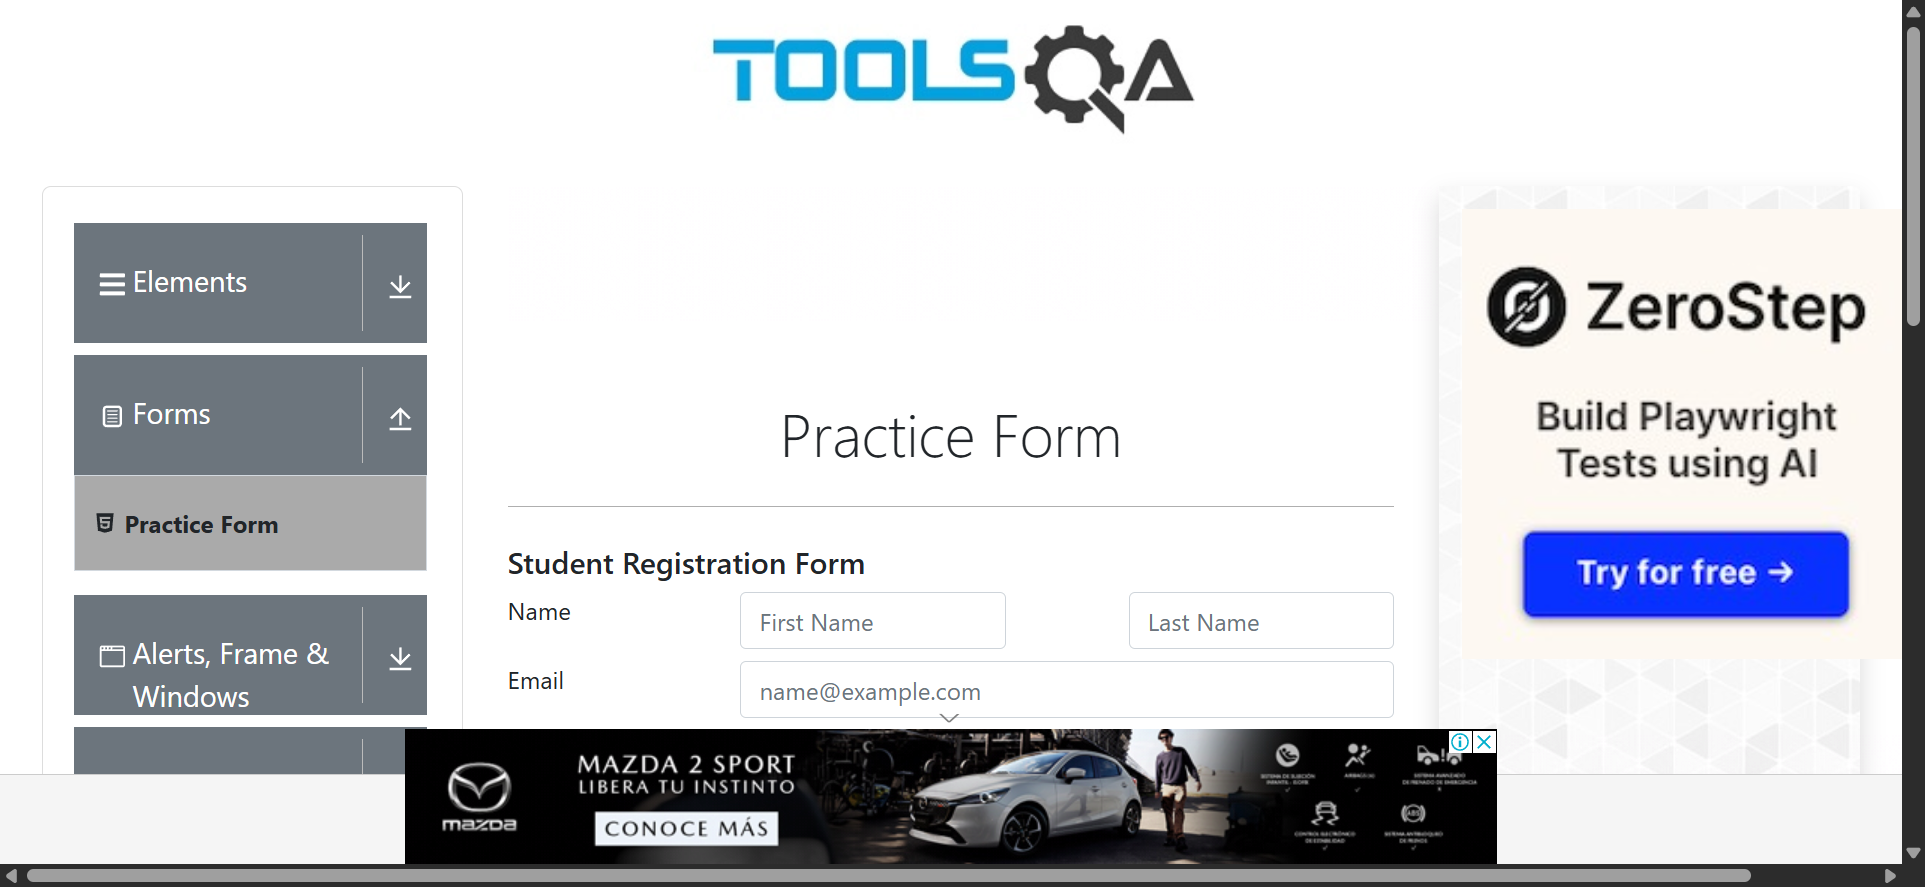 TOOLSQA
Elements
Forms
Practice Form
Alerts, Frame &
Windows
Practice Form
Student Registration Form
Name
First Name
Last Name
Email
name@example.com
ZeroStep
Build Playwright
Tests using AI
Try for free →
mazda
MAZDA 2 SPORT
LIBERA TU INSTINTO
CONOCE MÁS
ABS